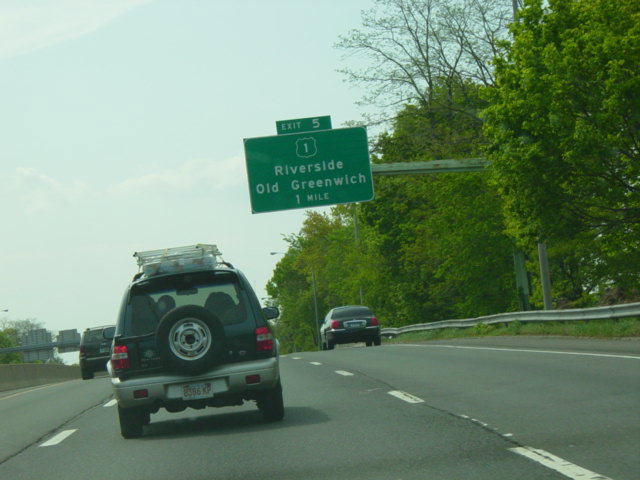 EXIT 5
1
Riverside
Old Greenwich
1 MILE